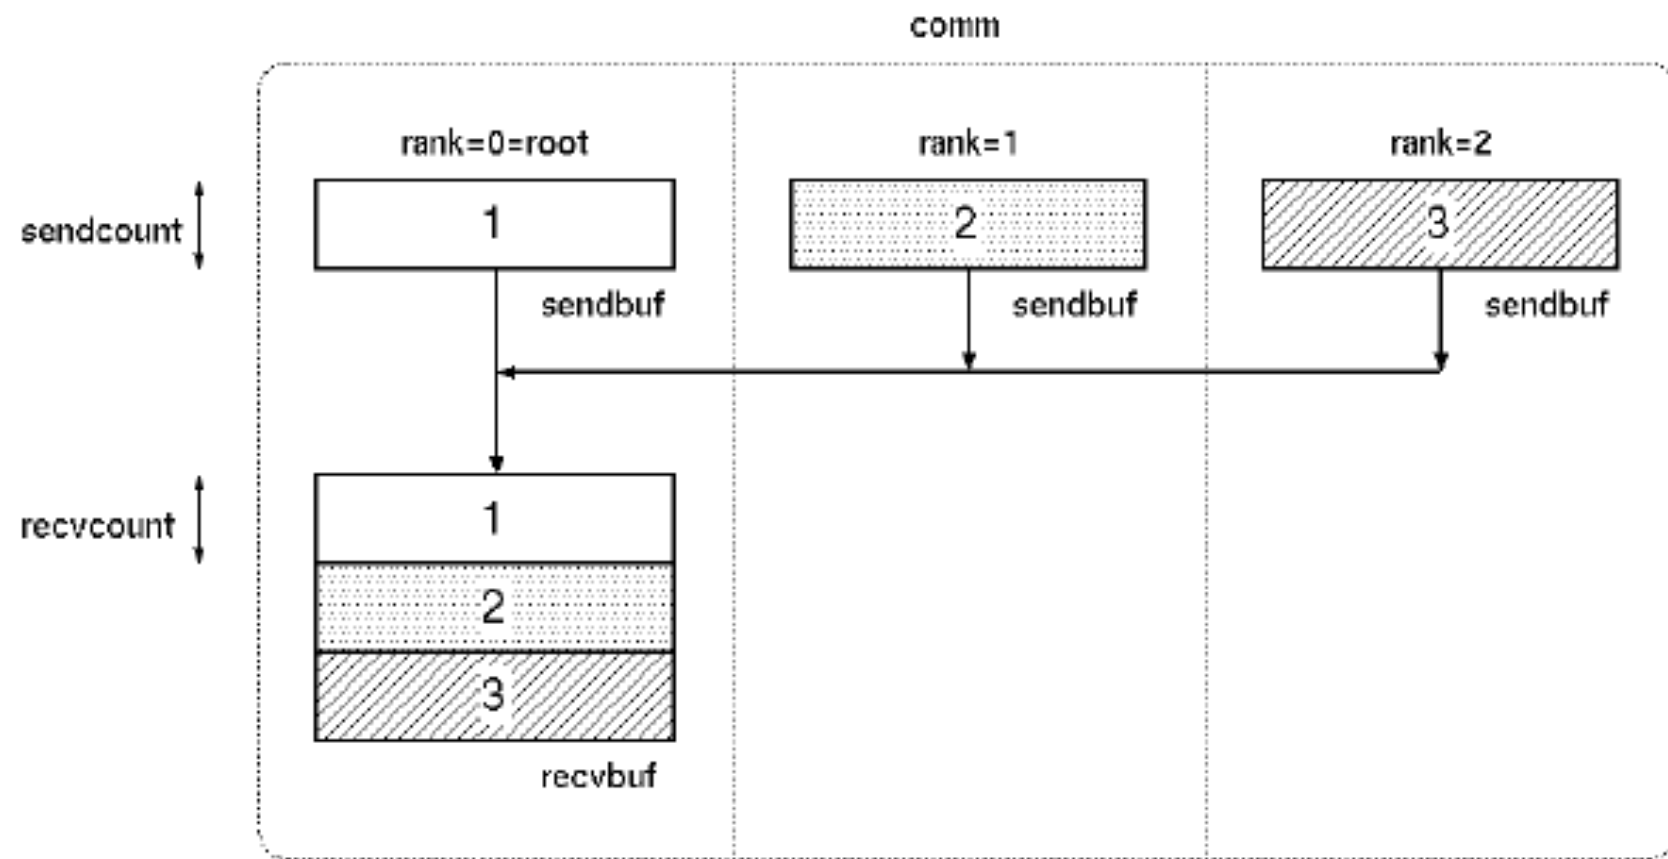 comm
rank=0=root
rank=1
rank=2
sendcount
1
2
3
sendbuf
sendbuf
sendbuf
recvcount
1
2
3
recvbuf